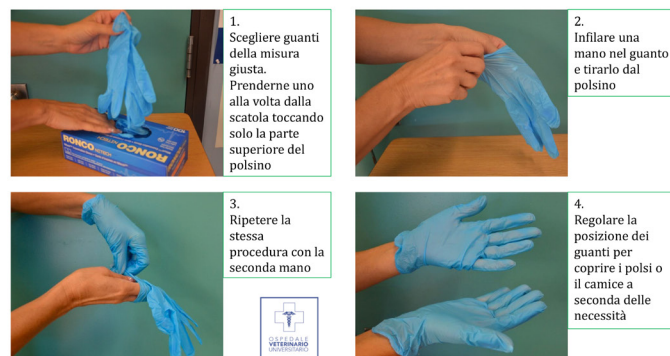 1.
Scegliere guanti
della misura
giusta.
Prenderne uno
alla volta dalla
scatola toccando
solo la parte
superiore del
polsino
RONCO
RONCO
2.
Infilare una
mano nel guanto
e tirarlo dal
polsino
3.
Ripetere la
stessa
procedura con la
seconda mano
OSPEDALE
VETERINARIO
UNIVERSITARIO
4.
Regolare la
posizione dei
guanti per
coprire i polsi o
il camice a
seconda delle
necessità